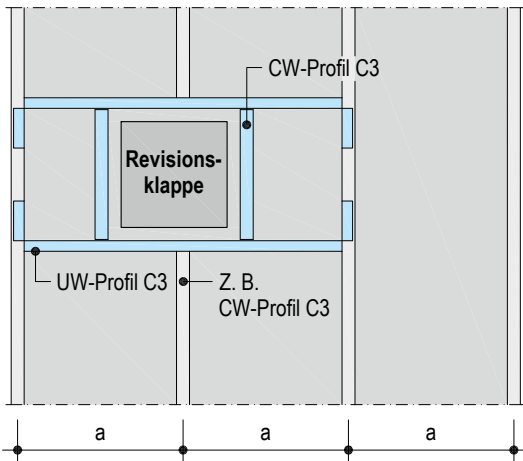 CW-Profil C3
Revisions-
klappe
UW-Profil C3
Z. B.
CW-Profil C3
a
a
a